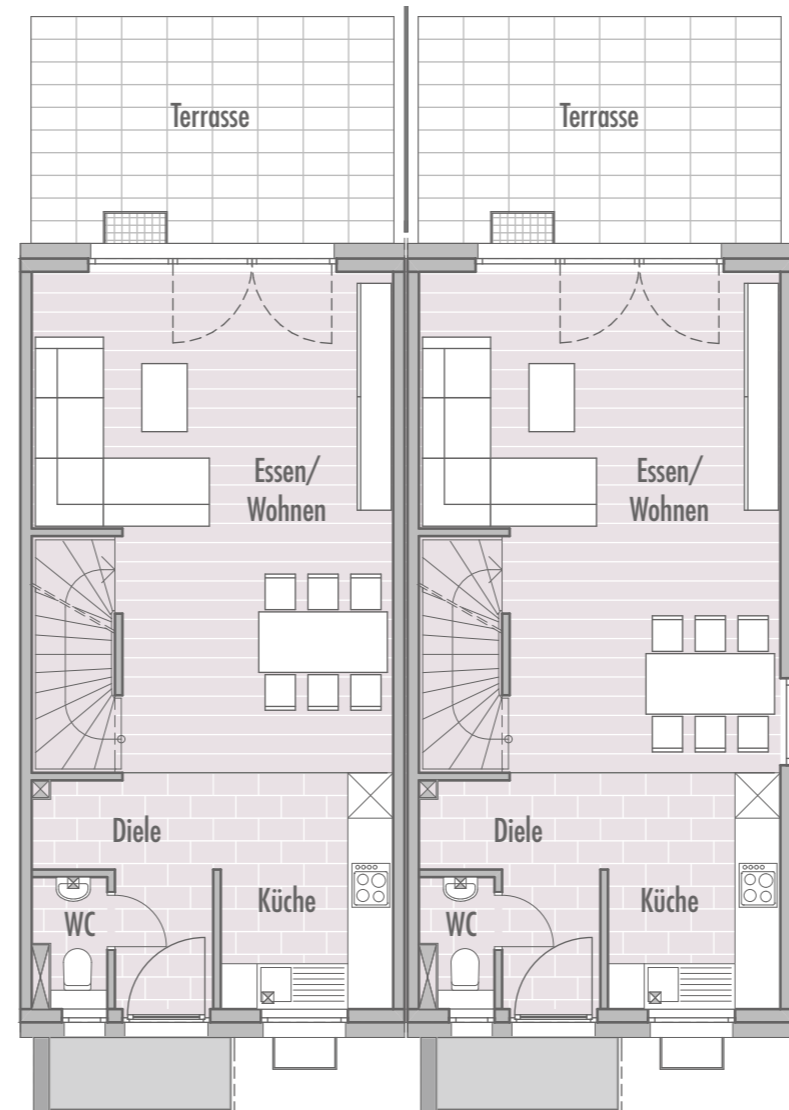 Terrasse
Terrasse
Essen/
Wohnen
Essen/
Wohnen
Diele
Diele
WC
Küche
WC
Küche